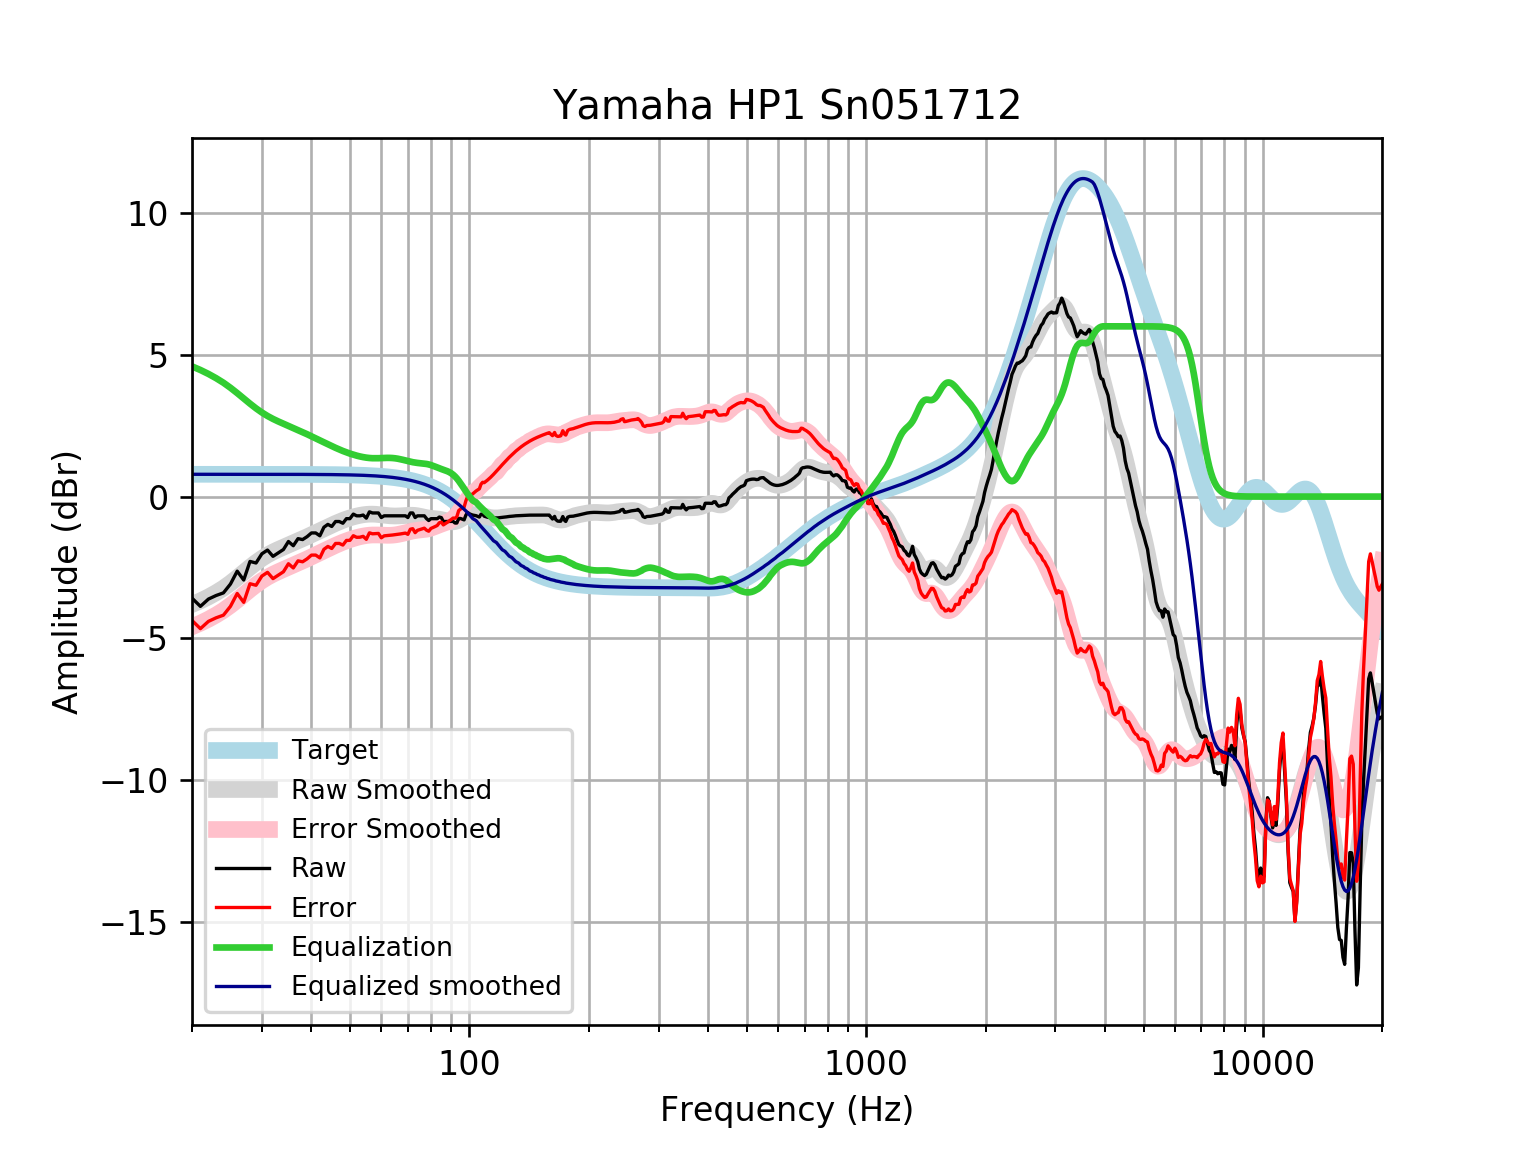 Yamaha HP1 Sn051712
Amplitude (dBr)
10
5
0
−5
−10
−15
Target
Raw Smoothed
Error Smoothed
Raw
Error
Equalization
Equalized smoothed
100
1000
10000
Frequency (Hz)